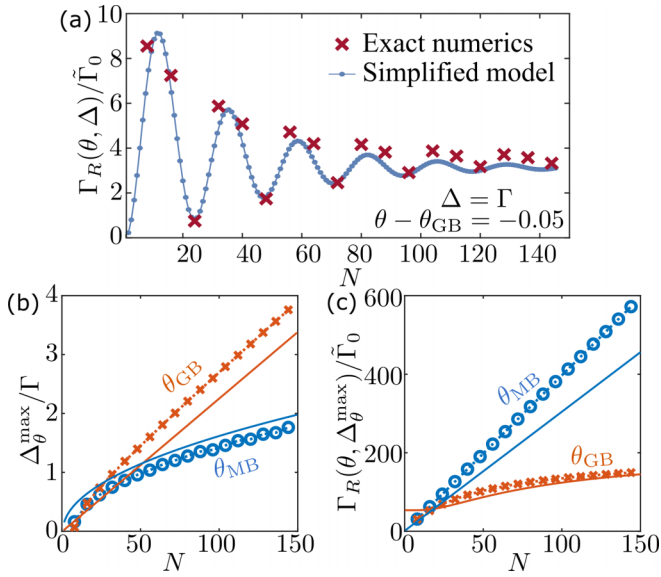 (a)
Γ_R(θ, Δ)/Γ̃_0
10
8
6
4
2
0
Exact numerics
Simplified model
Δ = Γ
θ − θ_GB = −0.05
20 40 60 80 100 120 140
N
(b)
Δ_θ^max/Γ
4
3
2
1
0
θ_GB
θ_MB
0 50 100 150
N
(c)
Γ_R(θ, Δ_θ^max)/Γ̃_0
600
400
200
0
θ_MB
θ_GB
0 50 100 150
N